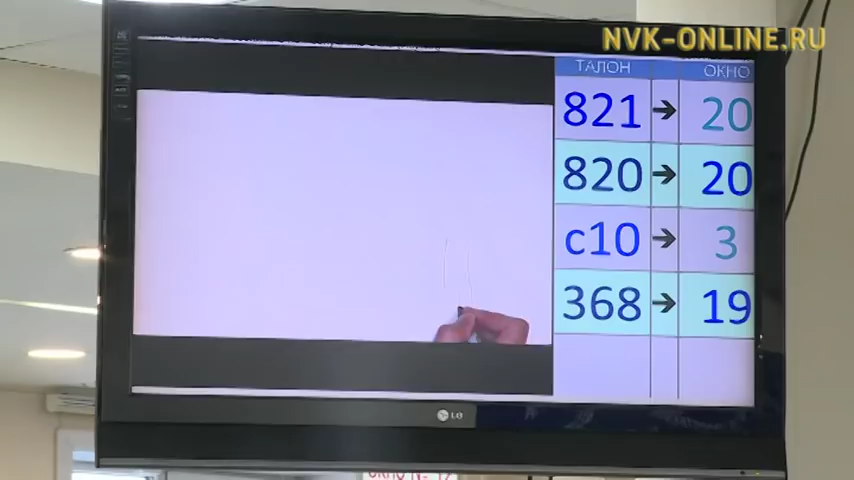 NVK-ONLINE.RU
ТАЛОН ОКНО
821 → 20
820 → 20
с10 → 3
368 → 19
LG